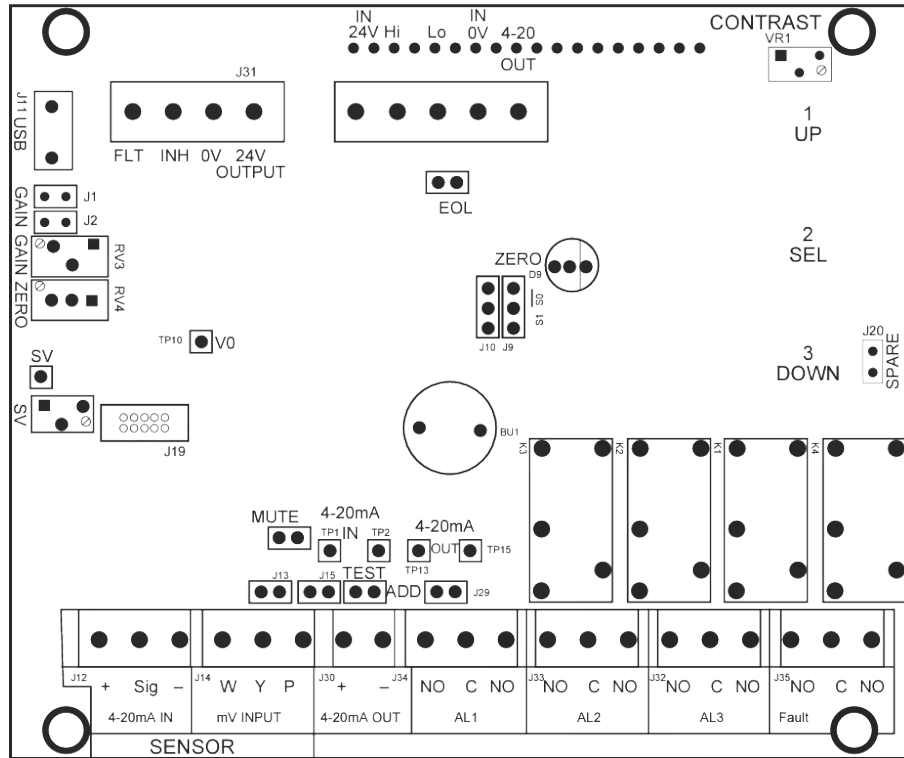 IN IN CONTRAST
24V Hi Lo 0V 4-20 VR1
OUT
J31
J11 USB
1
UP
FLT INH 0V 24V
OUTPUT
EOL
GAIN J1
J2
GAIN RV3
ZERO RV4
2
SEL
ZERO
D9
S0
S1
J10 J9
TP10 V0
J20
SPARE
3
DOWN
SV
SV
J19
BU1
K3 K2 K1 K4
MUTE
4-20mA
TP1 IN TP2
4-20mA
OUT TP15
TP13
J13 J15 TEST ADD J29
J12 J14 J30 J34 J33 J32 J35
+ Sig – W Y P + – NO C NO NO C NO NO C NO NO C NO
4-20mA IN mV INPUT 4-20mA OUT AL1 AL2 AL3 Fault
SENSOR